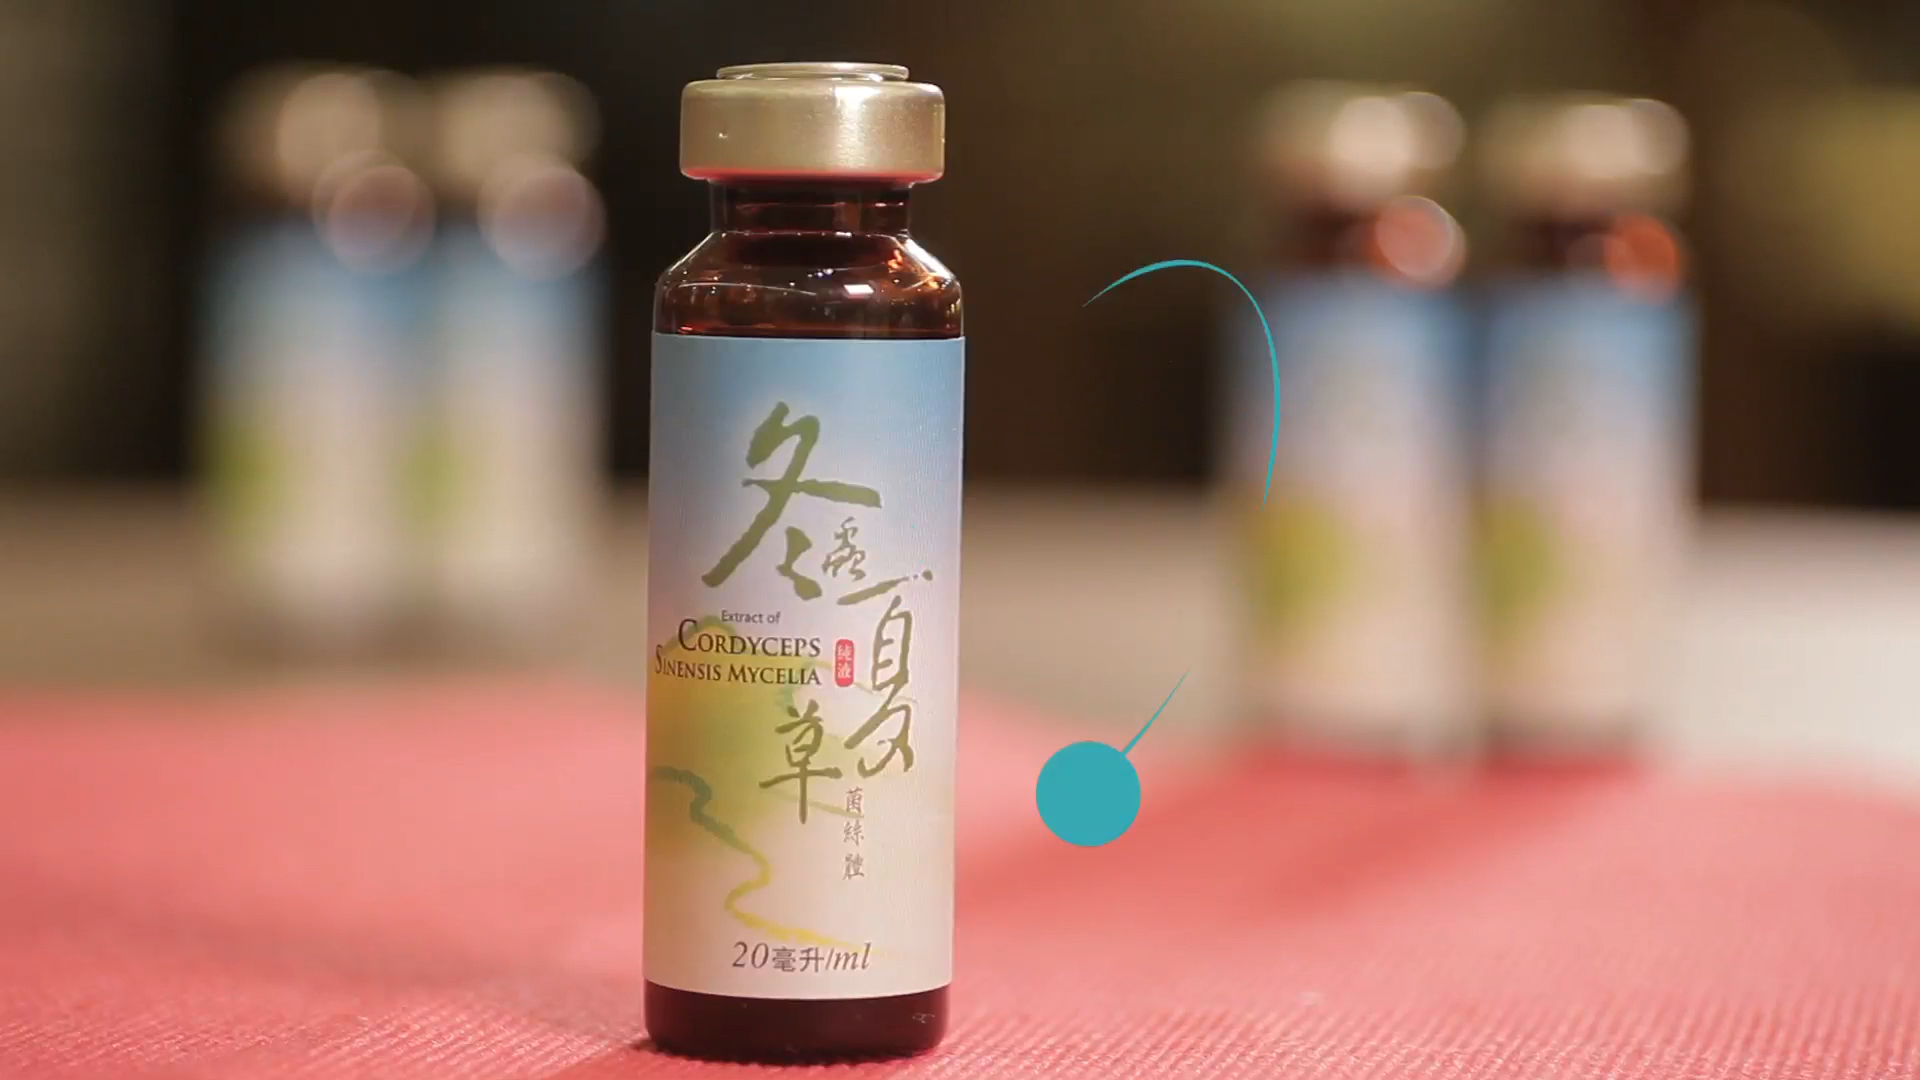 冬蟲夏草
Extract of
CORDYCEPS
SINENSIS MYCELIA
純液
菌絲體
20毫升/ml